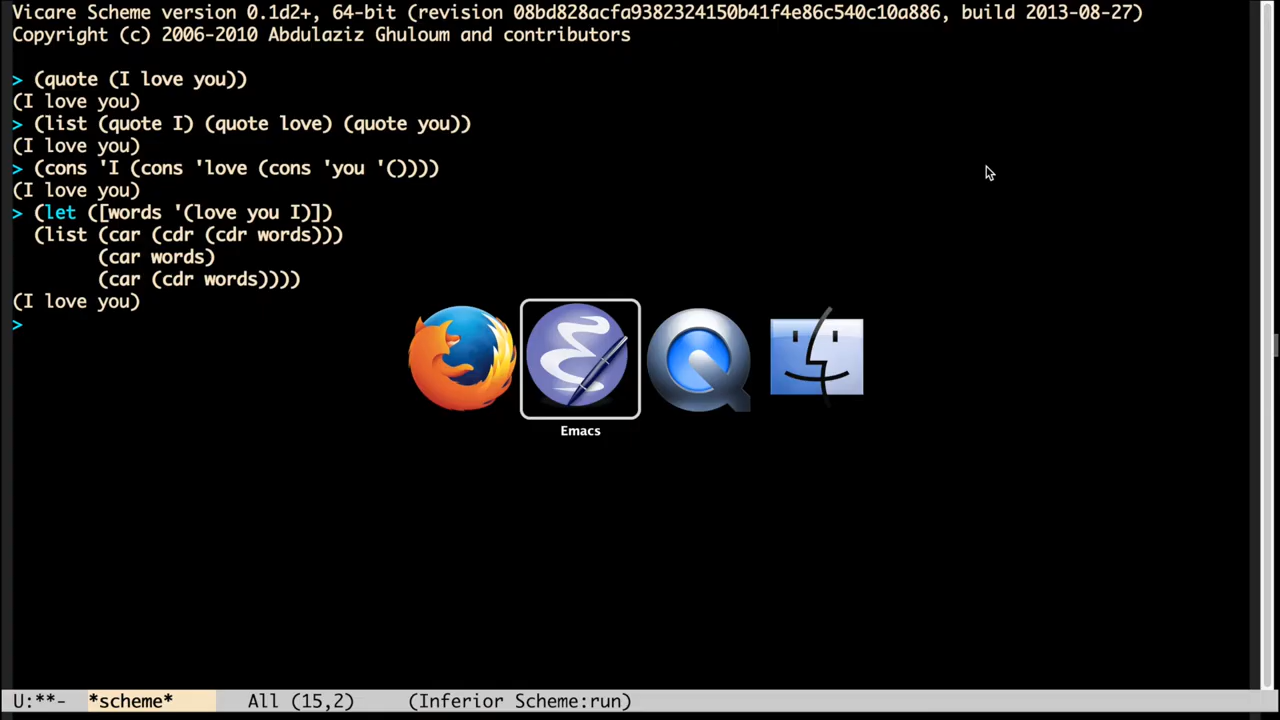 Vicare Scheme version 0.1d2+, 64-bit (revision 08bd828acfa9382324150b41f4e86c540c10a886, build 2013-08-27)
Copyright (c) 2006-2010 Abdulaziz Ghuloum and contributors
> (quote (I love you))
(I love you)
> (list (quote I) (quote love) (quote you))
(I love you)
> (cons 'I (cons 'love (cons 'you '())))
(I love you)
> (let ([words '(love you I)])
(list (car (cdr (cdr words)))
(car words)
(car (cdr words))))
(I love you)
>
Emacs
U:**- *scheme* All (15,2) (Inferior Scheme:run)